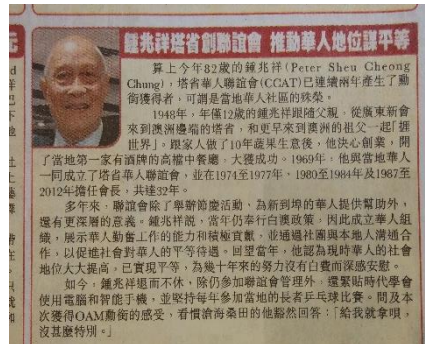 鍾兆祥塔省創聯誼會 推動華人地位謀平等
算上今年82歲的鍾兆祥(Peter Sheu Cheong
Chung)，塔省華人聯誼會(CCAT)已連續兩年產生了勳
銜獲得者，可謂是當地華人社區的殊榮。
1948年，年僅12歲的鍾兆祥跟隨父親，從廣東新會
來到澳洲邊端的塔省，和更早來到澳洲的祖父一起「捱
世界」。跟家人做了10年蔬果生意後，他決心創業，開
了當地第一家有酒牌的高檔中餐廳，大獲成功。1969年，他與當地華人
一同成立了塔省華人聯誼會，並在1974至1977年、1980至1984年及1987至
2012年擔任會長，共達32年。
多年來，聯誼會除了舉辦節慶活動、為新到埗的華人提供幫助外，
還有更深層的意義。鍾兆祥說，當年仍奉行白澳政策，因此成立華人組
織，展示華人勤奮工作的能力和積極貢獻，並通過社團與本地人溝通合
作，以促進社會對華人的平等待遇。回望當年，他認為現時華人的社會
地位大大提高，已實現平等，為幾十年來的努力沒有白費而深感安慰。
如今，鍾兆祥退而不休，除仍參加聯誼會管理外，還緊貼時代學會
使用電腦和智能手機，並堅持每年參加當地的長者乒乓球比賽。問及本
次獲得OAM勳銜的感受，看慣滄海桑田的他豁然回答：「給我就拿唄，
沒甚麼特別。」